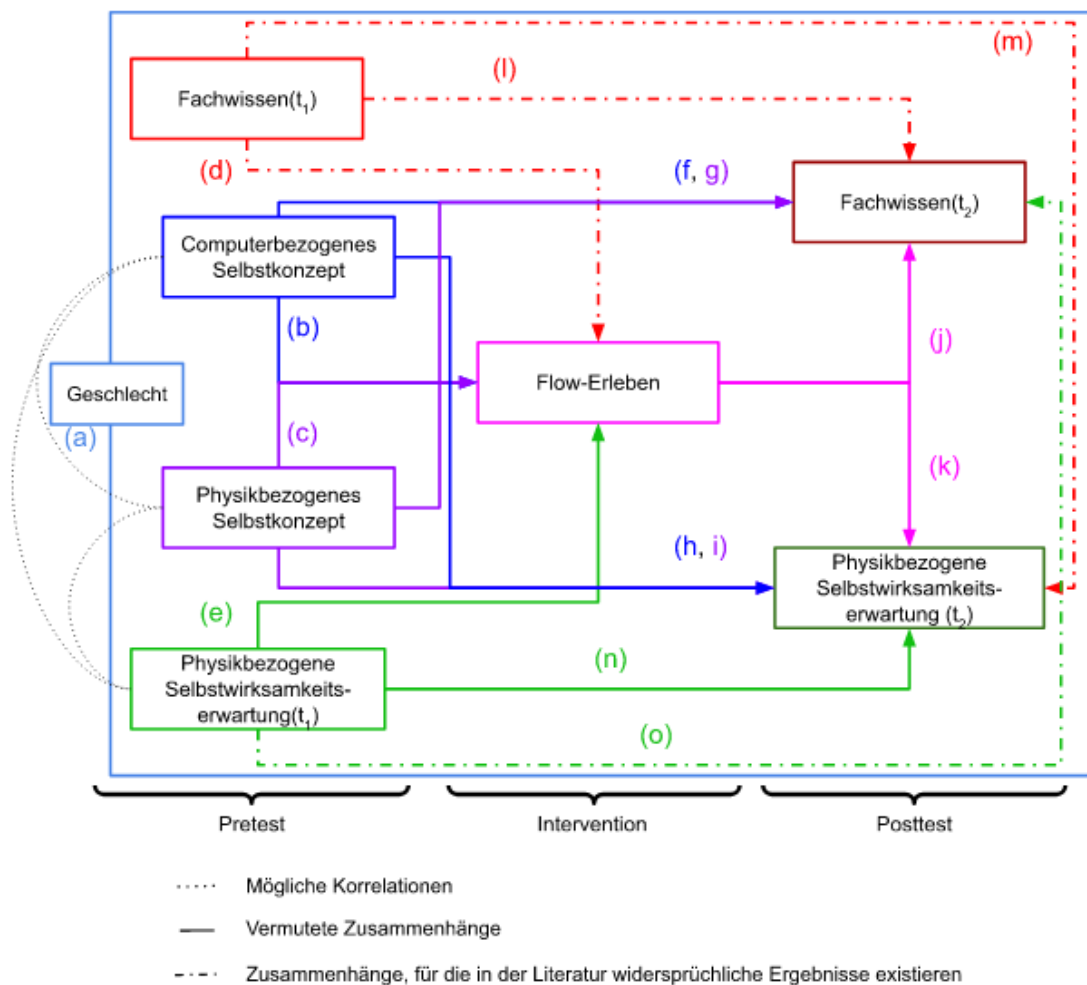 (m)
(l)
Fachwissen(t₁)
(d)
(f, g)
Fachwissen(t₂)
Computerbezogenes
Selbstkonzept
(b)
(j)
Flow-Erleben
Geschlecht
(a)
(c)
(k)
Physikbezogenes
Selbstkonzept
(h, i)
Physikbezogene
Selbstwirksamkeits-
erwartung (t₂)
(e)
(n)
Physikbezogene
Selbstwirksamkeits-
erwartung(t₁)
(o)
Pretest
Intervention
Posttest
Mögliche Korrelationen
Vermutete Zusammenhänge
Zusammenhänge, für die in der Literatur widersprüchliche Ergebnisse existieren